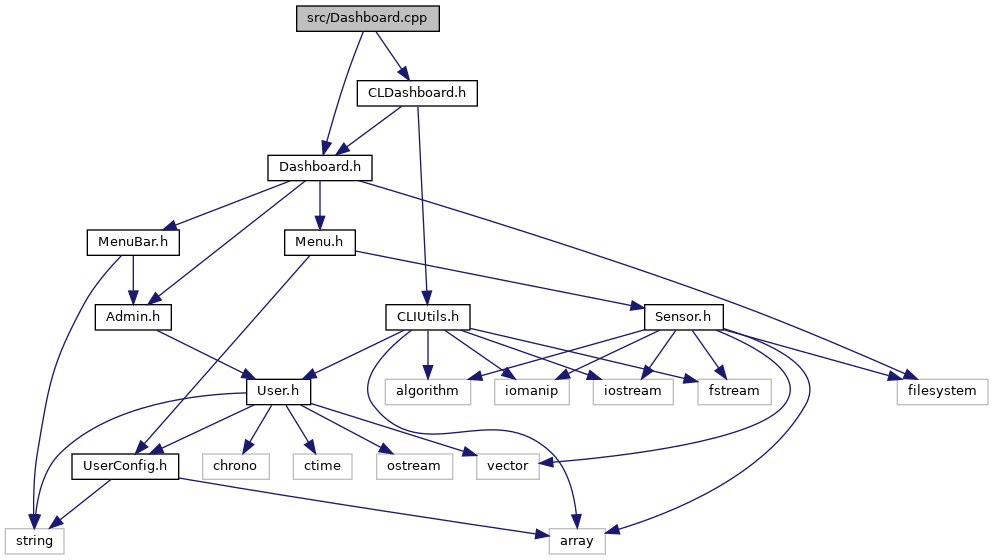 src/Dashboard.cpp
CLDashboard.h
Dashboard.h
MenuBar.h
Menu.h
Admin.h
CLIUtils.h
Sensor.h
User.h
algorithm
iomanip
iostream
fstream
filesystem
UserConfig.h
chrono
ctime
ostream
vector
string
array